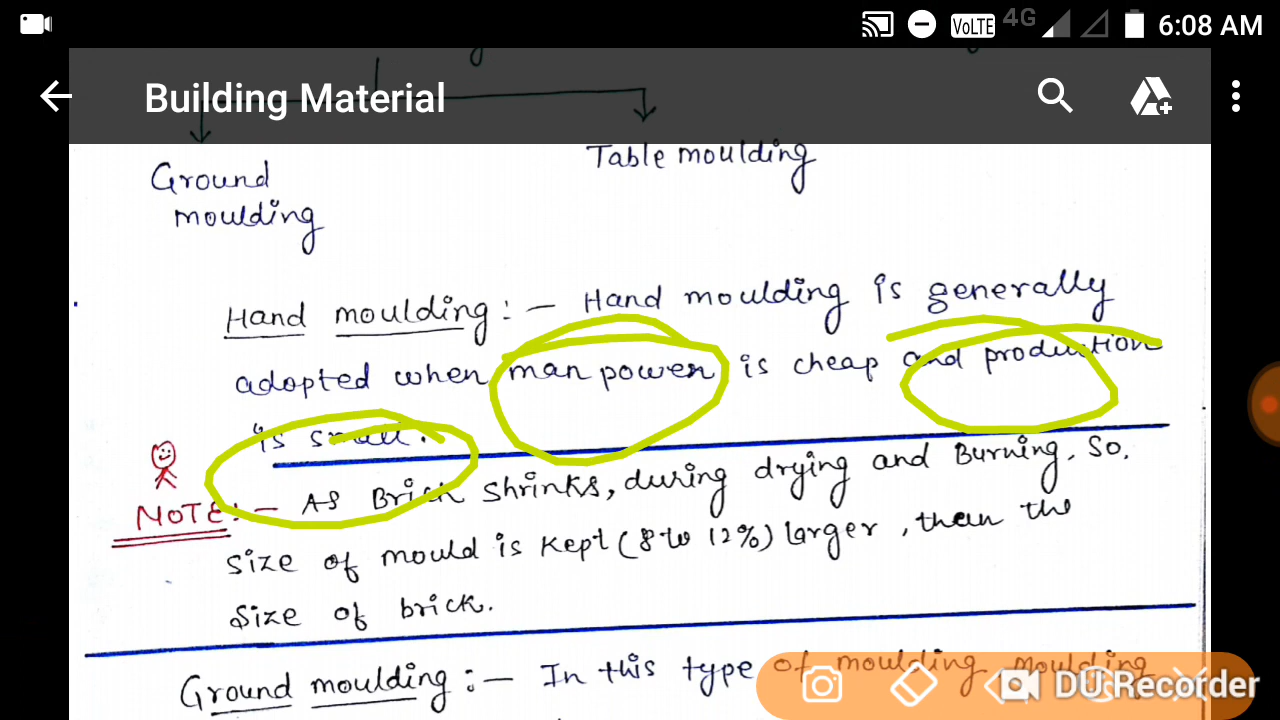 VoLTE 4G 6:08 AM
Building Material
Table moulding
Ground
moulding
Hand moulding :- Hand moulding is generally
adopted when man power is cheap and production
is small.
NOTE :- As Brick shrinks, during drying and Burning. So,
size of mould is kept (8 to 12%) larger, then the
size of brick.
Ground moulding :- In this type of moulding, moulding
DU Recorder